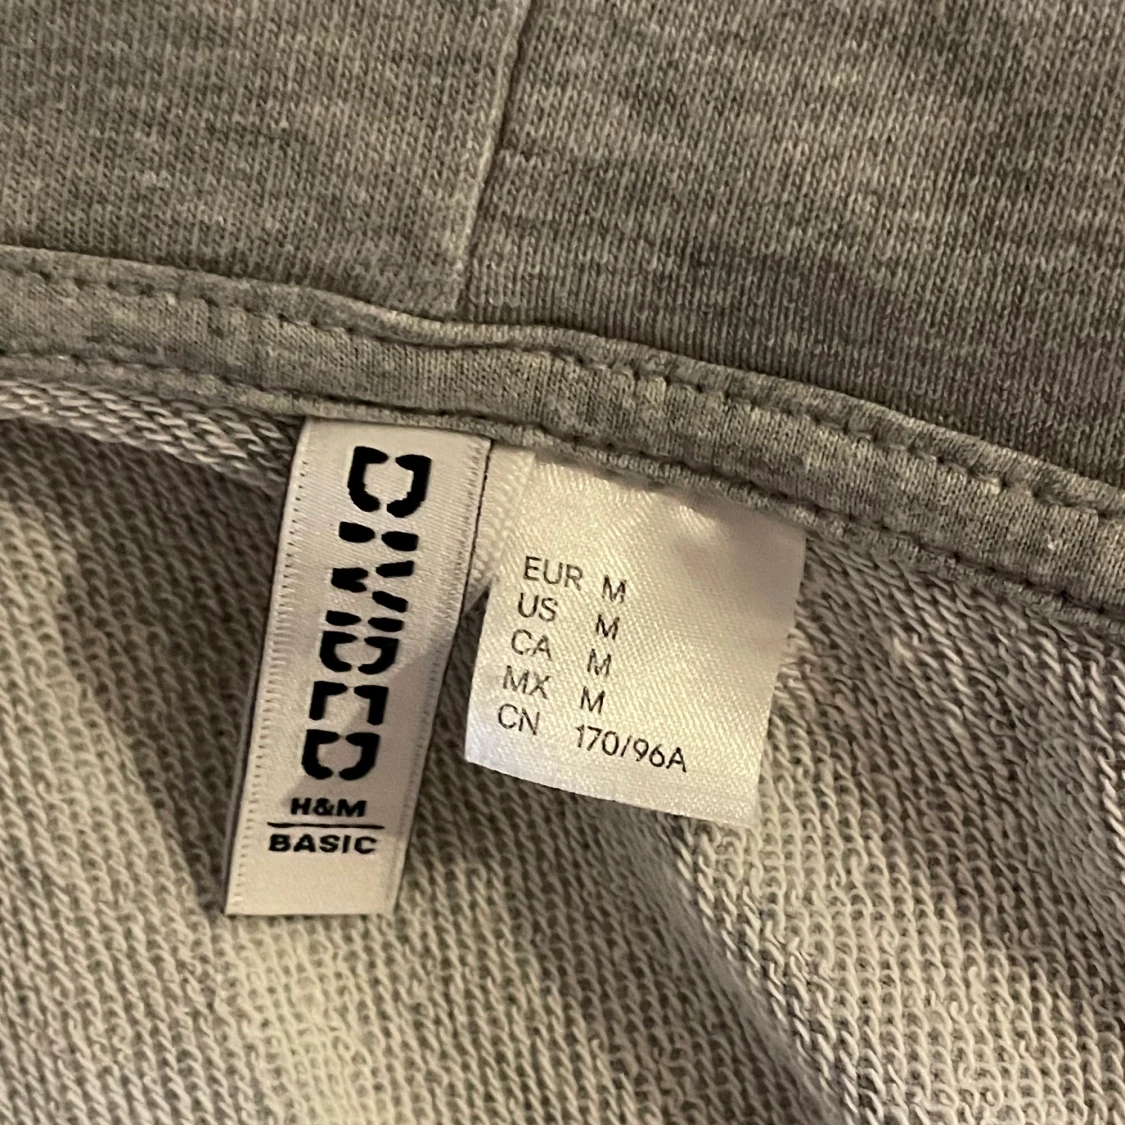 DIVIDED
H&M
BASIC
EUR M
US M
CA M
MX M
CN 170/96A